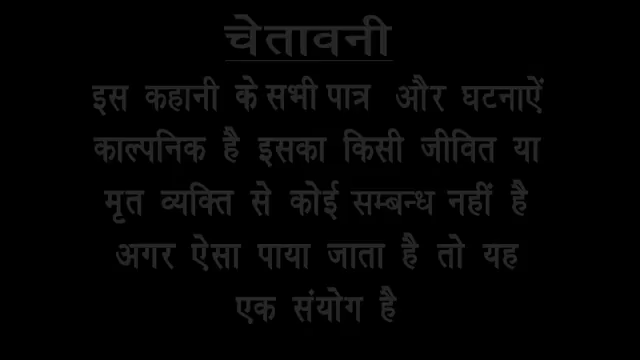 चेतावनी
इस कहानी के सभी पात्र और घटनाऐं
काल्पनिक है इसका किसी जीवित या
मृत व्यक्ति से कोई सम्बन्ध नहीं है
अगर ऐसा पाया जाता है तो यह
एक संयोग है